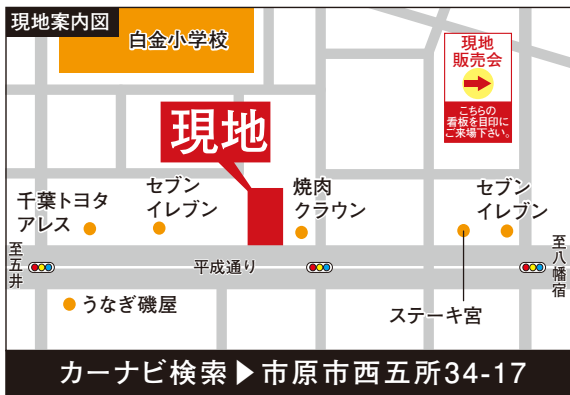 現地案内図
白金小学校
現地
販売会
こちらの
看板を目印に
ご来場下さい。
現地
千葉トヨタ
アレス
セブン
イレブン
焼肉
クラウン
セブン
イレブン
至五井
平成通り
至八幡宿
うなぎ磯屋
ステーキ宮
カーナビ検索▶市原市西五所34-17